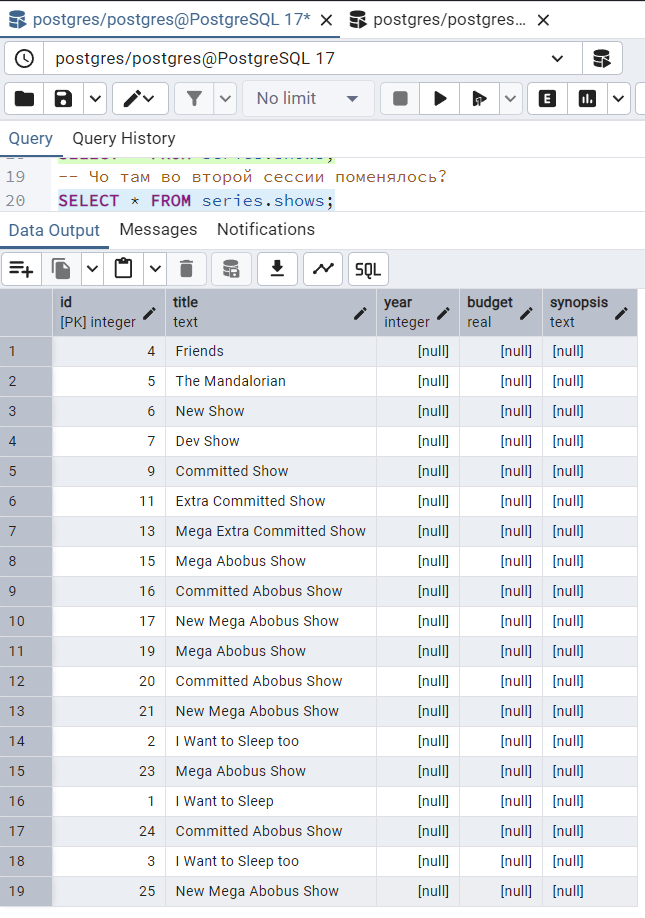 postgres/postgres@PostgreSQL 17* postgres/postgres...
postgres/postgres@PostgreSQL 17
No limit E
Query Query History
18 SELECT * FROM series.shows;
19 -- Чо там во второй сессии поменялось?
20 SELECT * FROM series.shows;
Data Output Messages Notifications
SQL
id title year budget synopsis
[PK] integer text integer real text
1 4 Friends [null] [null] [null]
2 5 The Mandalorian [null] [null] [null]
3 6 New Show [null] [null] [null]
4 7 Dev Show [null] [null] [null]
5 9 Committed Show [null] [null] [null]
6 11 Extra Committed Show [null] [null] [null]
7 13 Mega Extra Committed Show [null] [null] [null]
8 15 Mega Abobus Show [null] [null] [null]
9 16 Committed Abobus Show [null] [null] [null]
10 17 New Mega Abobus Show [null] [null] [null]
11 19 Mega Abobus Show [null] [null] [null]
12 20 Committed Abobus Show [null] [null] [null]
13 21 New Mega Abobus Show [null] [null] [null]
14 2 I Want to Sleep too [null] [null] [null]
15 23 Mega Abobus Show [null] [null] [null]
16 1 I Want to Sleep [null] [null] [null]
17 24 Committed Abobus Show [null] [null] [null]
18 3 I Want to Sleep too [null] [null] [null]
19 25 New Mega Abobus Show [null] [null] [null]